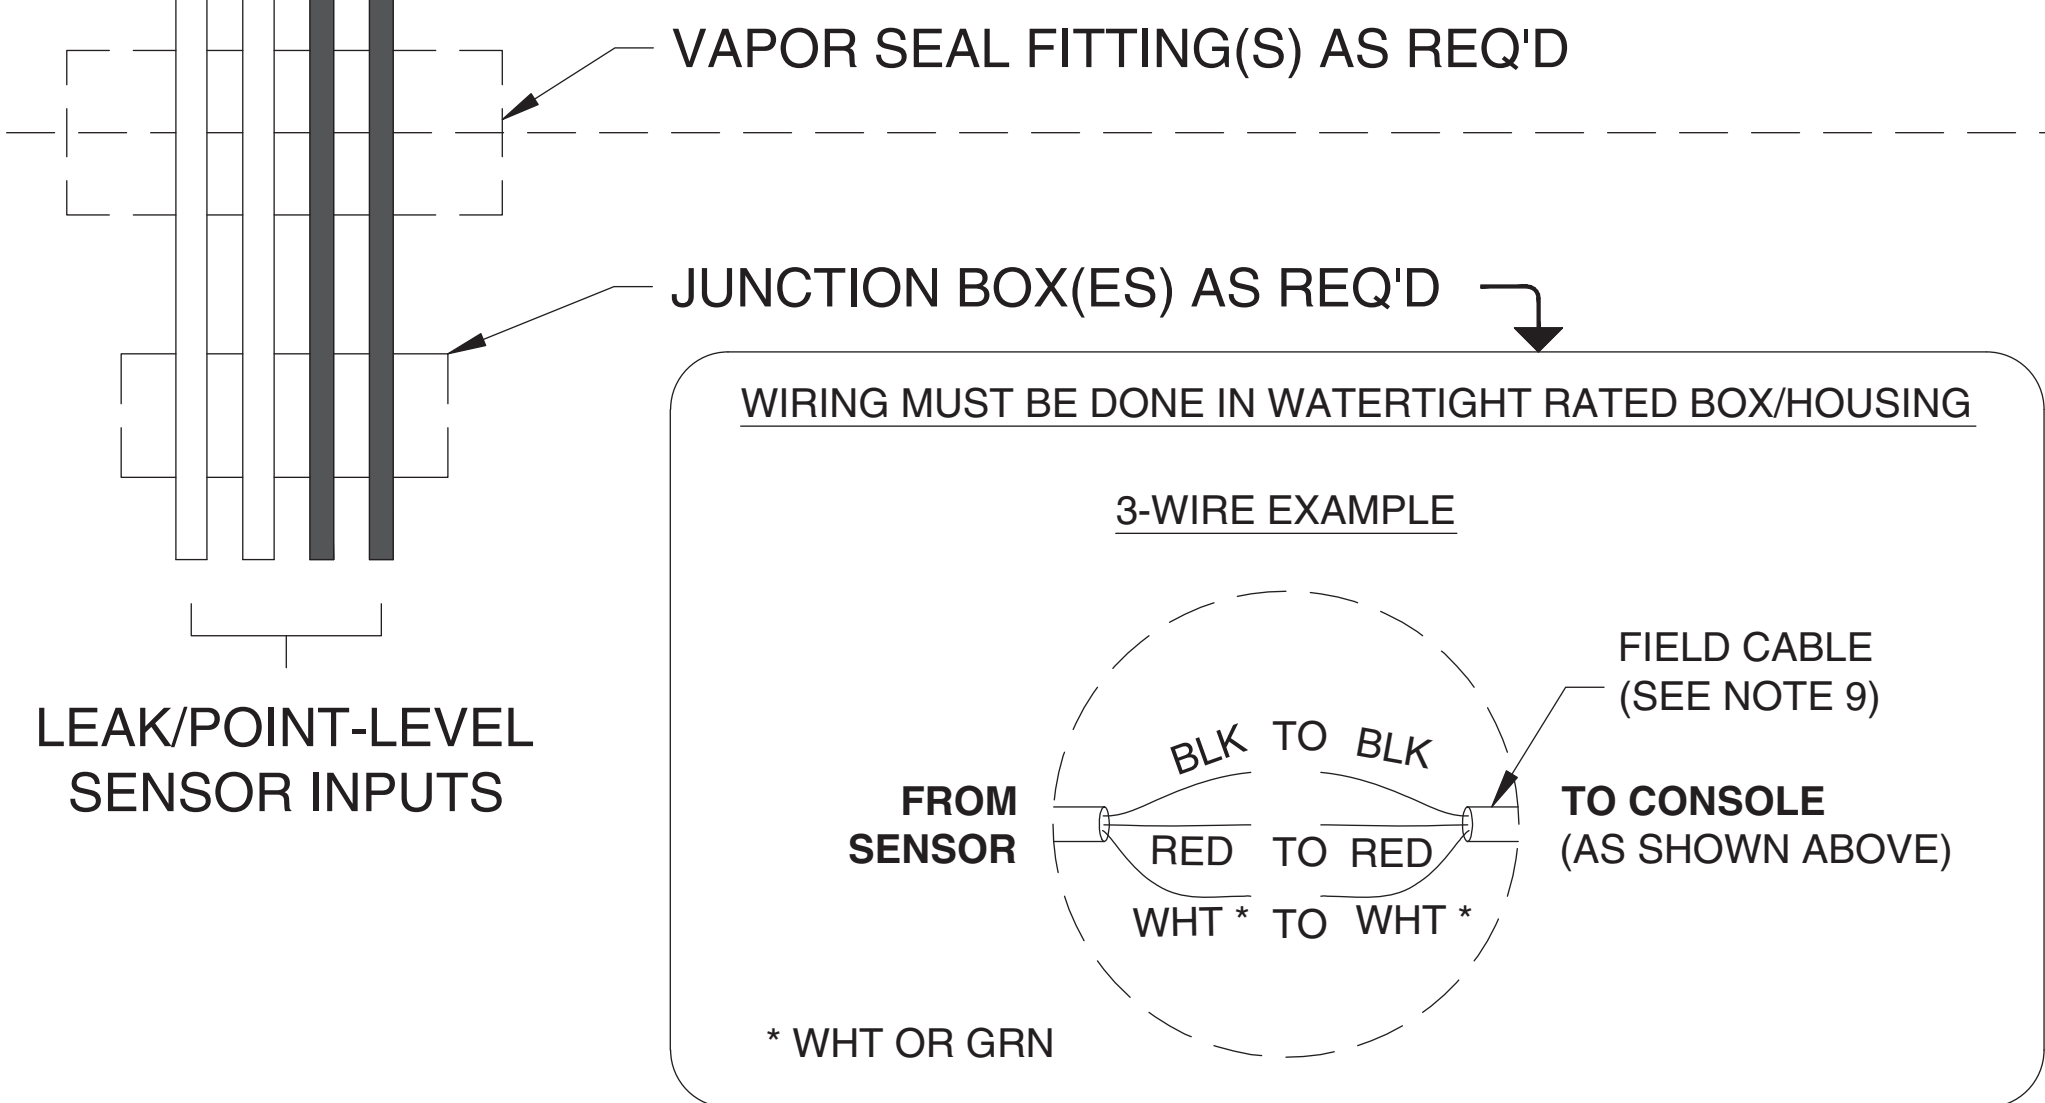 VAPOR SEAL FITTING(S) AS REQ'D
JUNCTION BOX(ES) AS REQ'D
WIRING MUST BE DONE IN WATERTIGHT RATED BOX/HOUSING
3-WIRE EXAMPLE
FIELD CABLE
(SEE NOTE 9)
LEAK/POINT-LEVEL
SENSOR INPUTS
BLK TO BLK
FROM
SENSOR
RED TO RED
TO CONSOLE
(AS SHOWN ABOVE)
WHT * TO WHT *
* WHT OR GRN